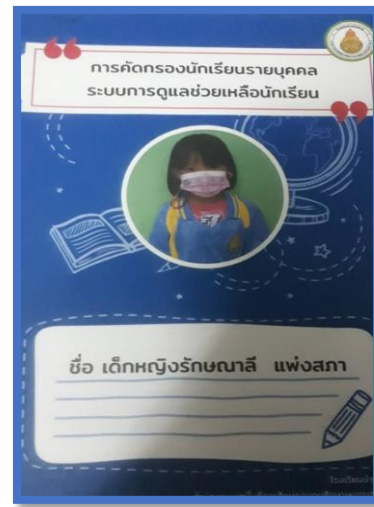 การคัดกรองนักเรียนรายบุคคล
ระบบการดูแลช่วยเหลือนักเรียน
ชื่อ เด็กหญิงรักษณาลี แพ่งสภา